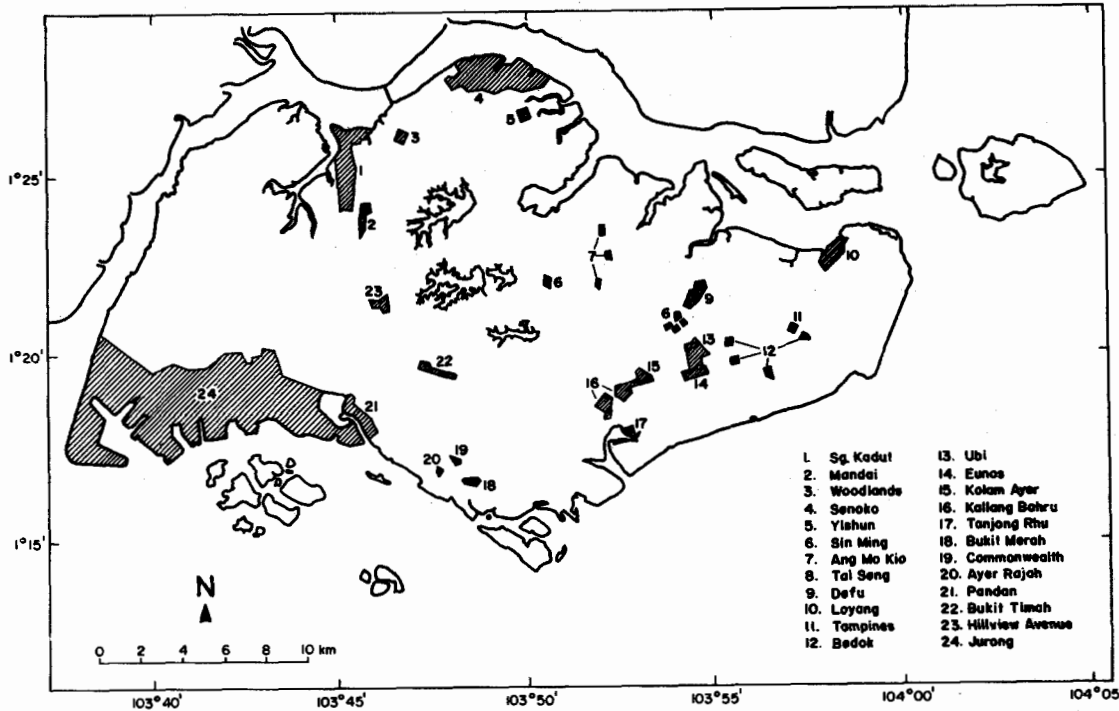 4
5
3
1
1°25'
2
7
10
23
6
9
6
11
13
12
1°20'
22
15
14
24
16
21
17
19
20
18
1°15'
N
0 2 4 6 8 10 km
1. Sg. Kadut
2. Mandai
3. Woodlands
4. Senoko
5. Yishun
6. Sin Ming
7. Ang Mo Kio
8. Tai Seng
9. Defu
10. Loyang
11. Tampines
12. Bedok
13. Ubi
14. Eunos
15. Kolam Ayer
16. Kallang Bahru
17. Tanjong Rhu
18. Bukit Merah
19. Commonwealth
20. Ayer Rajah
21. Pandan
22. Bukit Timah
23. Hillview Avenue
24. Jurong
103°40' 103°45' 103°50' 103°55' 104°00' 104°05'